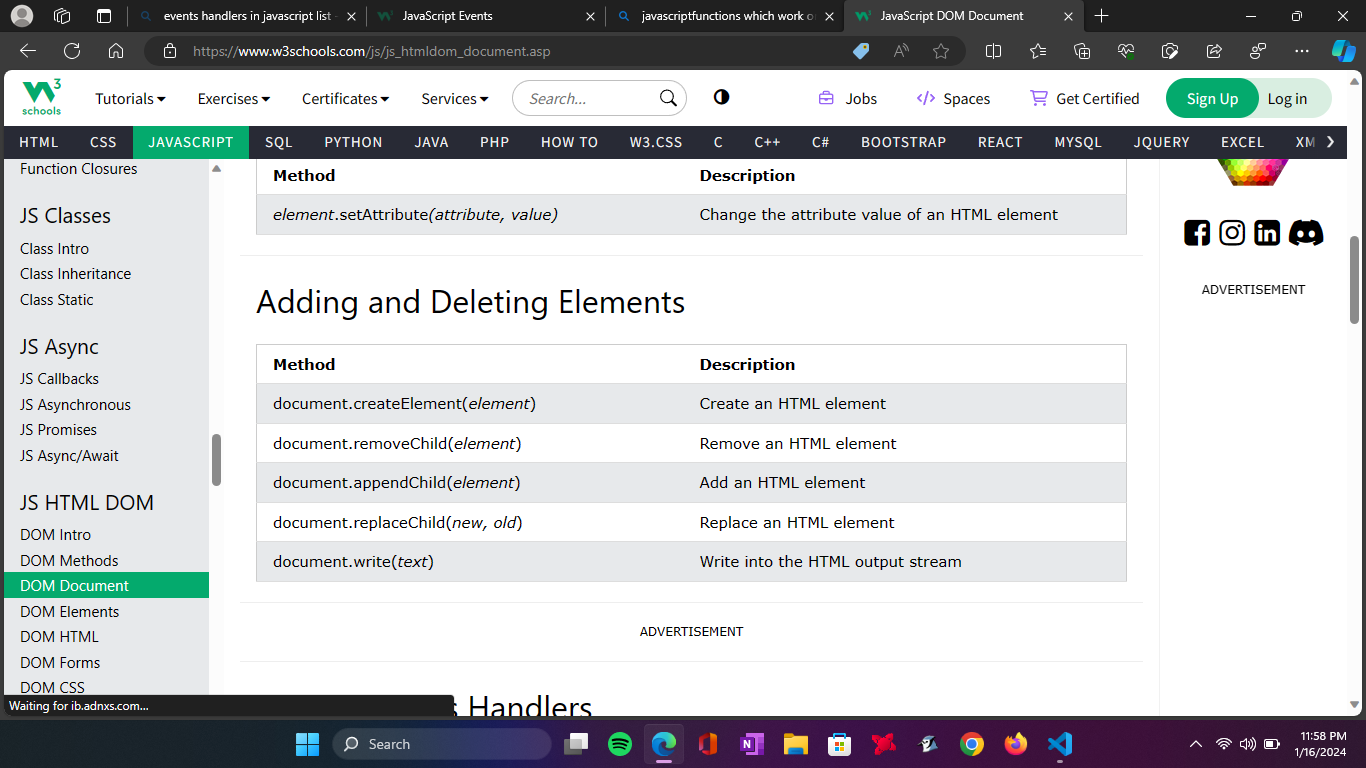 events handlers in javascript list -
JavaScript Events
javascriptfunctions which work o
JavaScript DOM Document
https://www.w3schools.com/js/js_htmldom_document.asp
3
schools
Tutorials
Exercises
Certificates
Services
Search...
Jobs
Spaces
Get Certified
Sign Up
Log in
HTML CSS JAVASCRIPT SQL PYTHON JAVA PHP HOW TO W3.CSS C C++ C# BOOTSTRAP REACT MYSQL JQUERY EXCEL XM
Function Closures
JS Classes
Class Intro
Class Inheritance
Class Static
JS Async
JS Callbacks
JS Asynchronous
JS Promises
JS Async/Await
JS HTML DOM
DOM Intro
DOM Methods
DOM Document
DOM Elements
DOM HTML
DOM Forms
DOM CSS
Method Description
element.setAttribute(attribute, value) Change the attribute value of an HTML element
Adding and Deleting Elements
Method Description
document.createElement(element) Create an HTML element
document.removeChild(element) Remove an HTML element
document.appendChild(element) Add an HTML element
document.replaceChild(new, old) Replace an HTML element
document.write(text) Write into the HTML output stream
ADVERTISEMENT
s Handlers
ADVERTISEMENT
Waiting for ib.adnxs.com...
Search
11:58 PM
1/16/2024